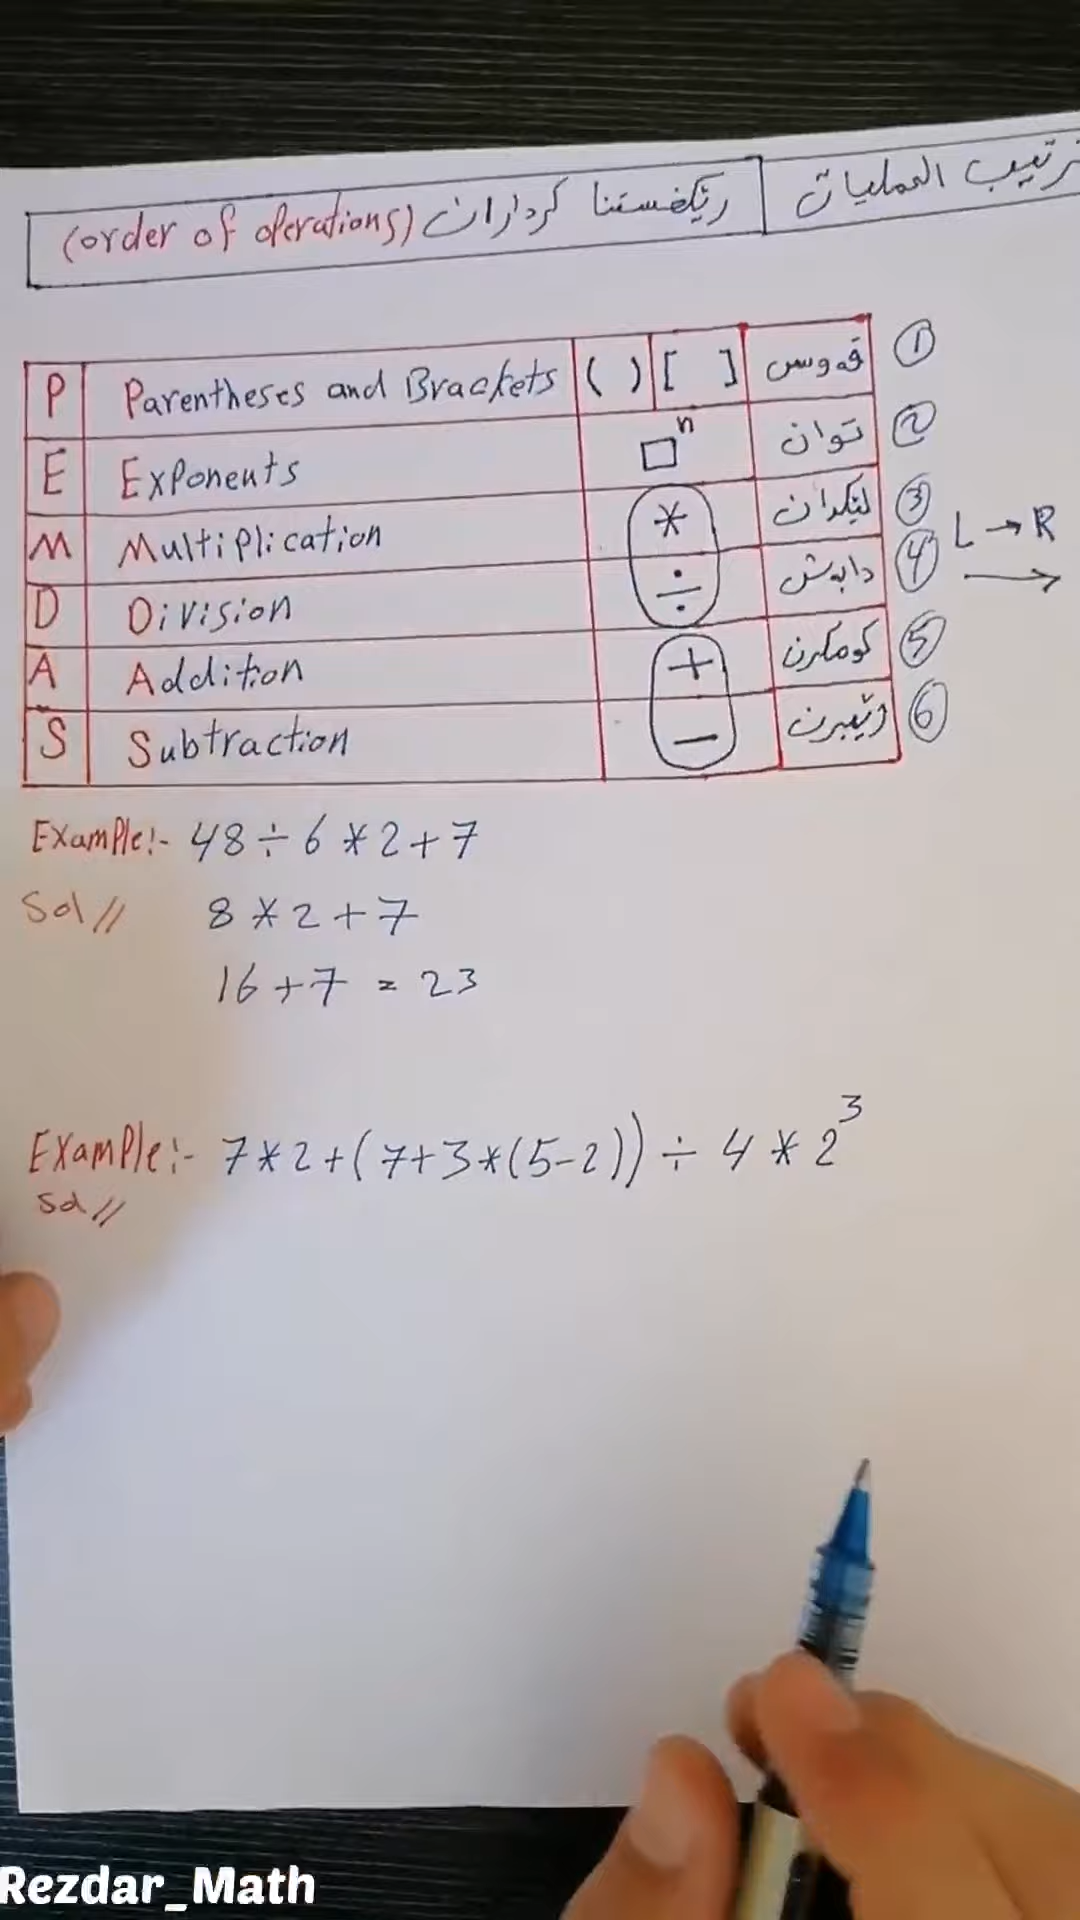 (order of operations) ریکخستنا کرداران | ترتيب العمليات
P Parentheses and Brackets ( ) [ ] قەوس ①
E Exponents □ⁿ توان ②
M Multiplication * لێکدان ③
L → R
D Division ÷ دابەش ④ →
A Addition + کومکرن ⑤
S Subtraction − ژێبرن ⑥
Example:- 48 ÷ 6 * 2 + 7
Sol // 8 * 2 + 7
16 + 7 = 23
Example:- 7 * 2 + (7 + 3 * (5 - 2)) ÷ 4 * 2³
Sol //
Rezdar_Math